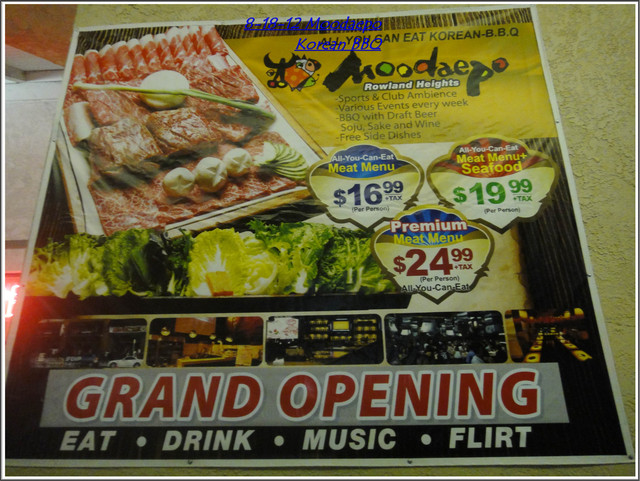 8-18-12 Moodaepo
Korean BBQ
ALL YOU CAN EAT KOREAN-B.B.Q
Moodaepo
Rowland Heights
-Sports & Club Ambience
-Various Events every week
-BBQ with Draft Beer
Soju, Sake and Wine
-Free Side Dishes
All-You-Can-Eat
Meat Menu
$16.99
+TAX
(Per Person)
All-You-Can-Eat
Meat Menu+
Seafood
$19.99
+TAX
(Per Person)
Premium
Meat Menu
$24.99
+TAX
(Per Person)
All-You-Can-Eat
GRAND OPENING
EAT • DRINK • MUSIC • FLIRT